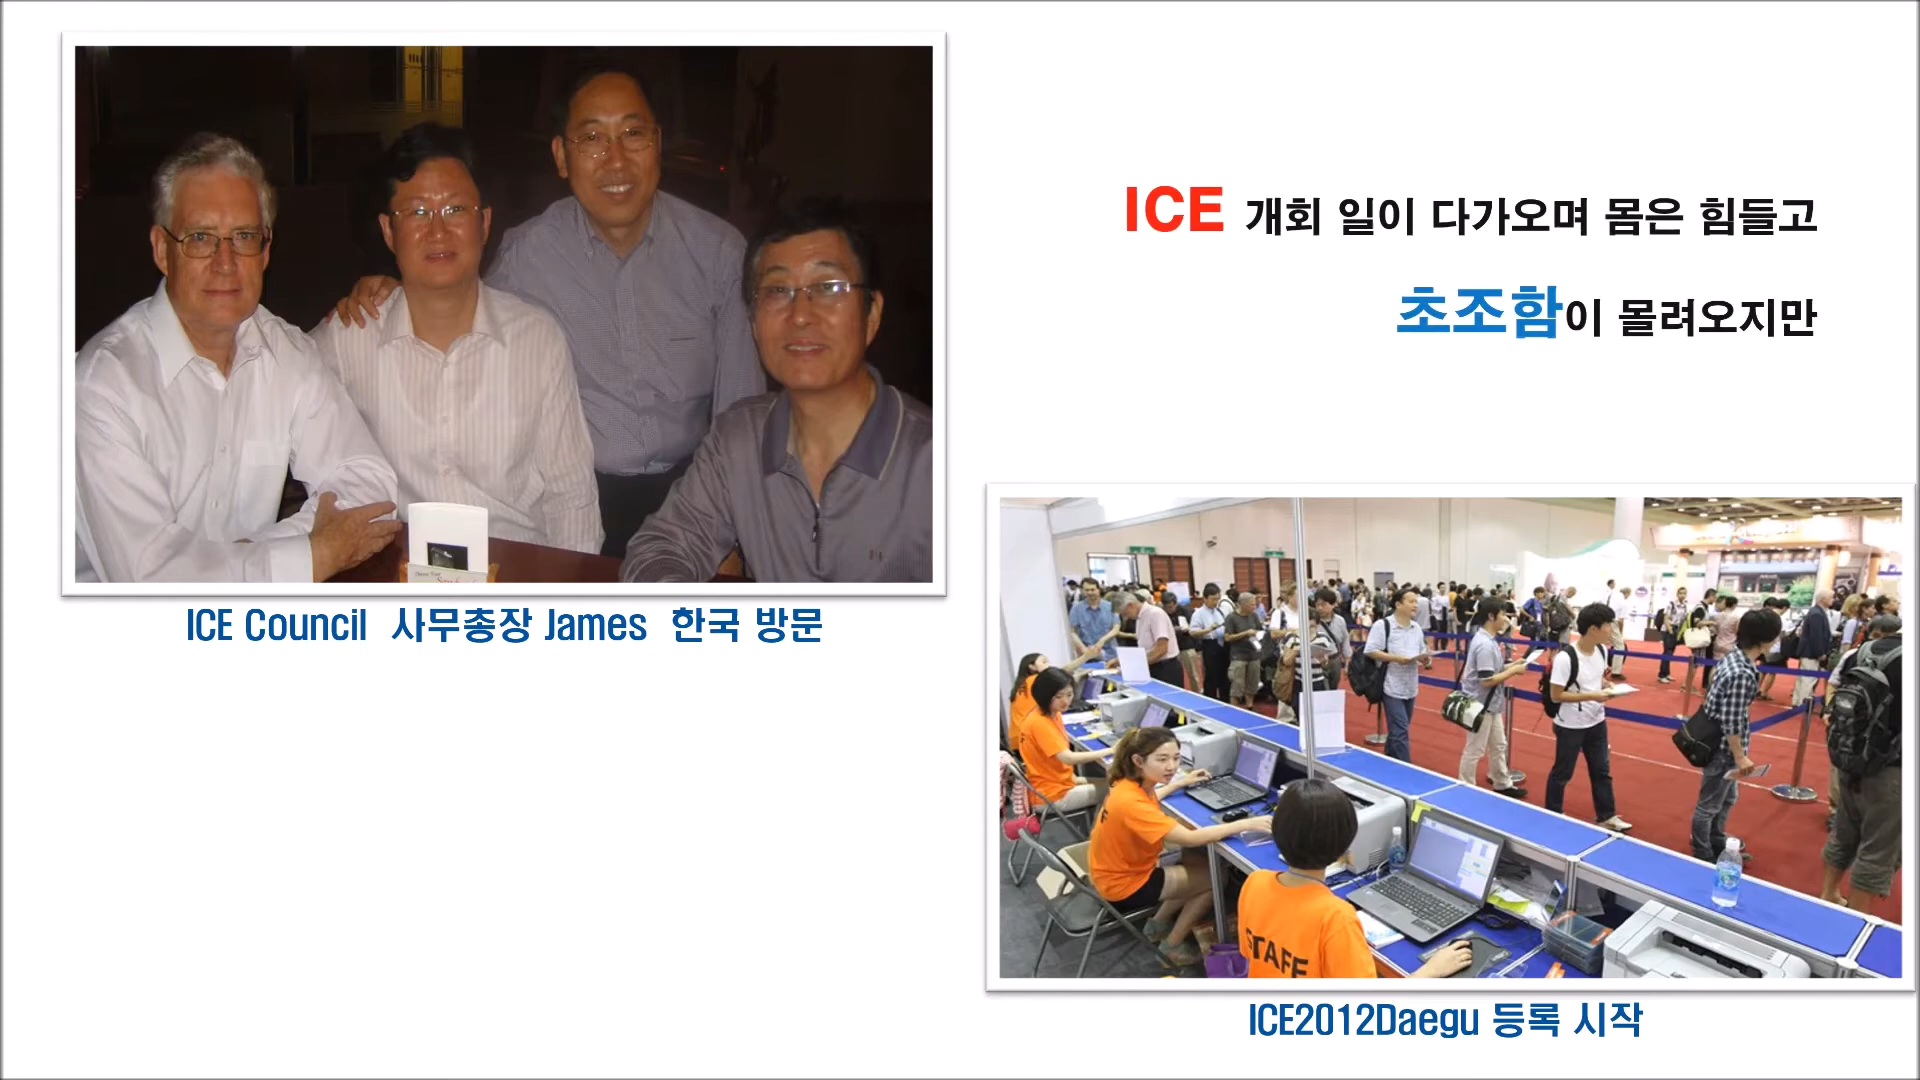 ICE 개회 일이 다가오며 몸은 힘들고
초조함이 몰려오지만
ICE Council 사무총장 James 한국 방문
STAFF
ICE2012Daegu 등록 시작